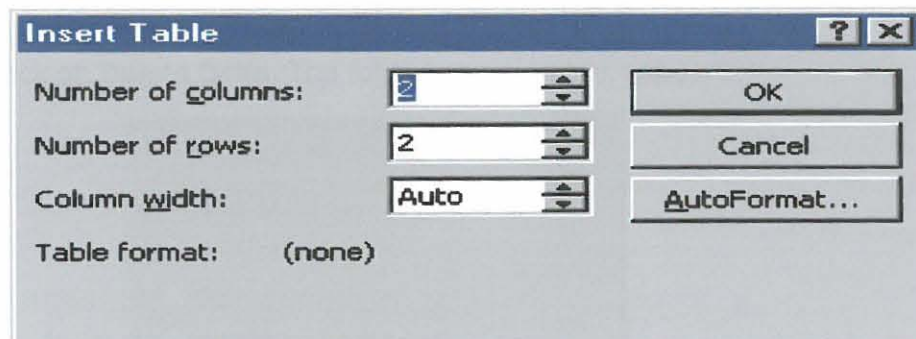 Insert Table
Number of columns: 2 OK
Number of rows: 2 Cancel
Column width: Auto AutoFormat...
Table format: (none)